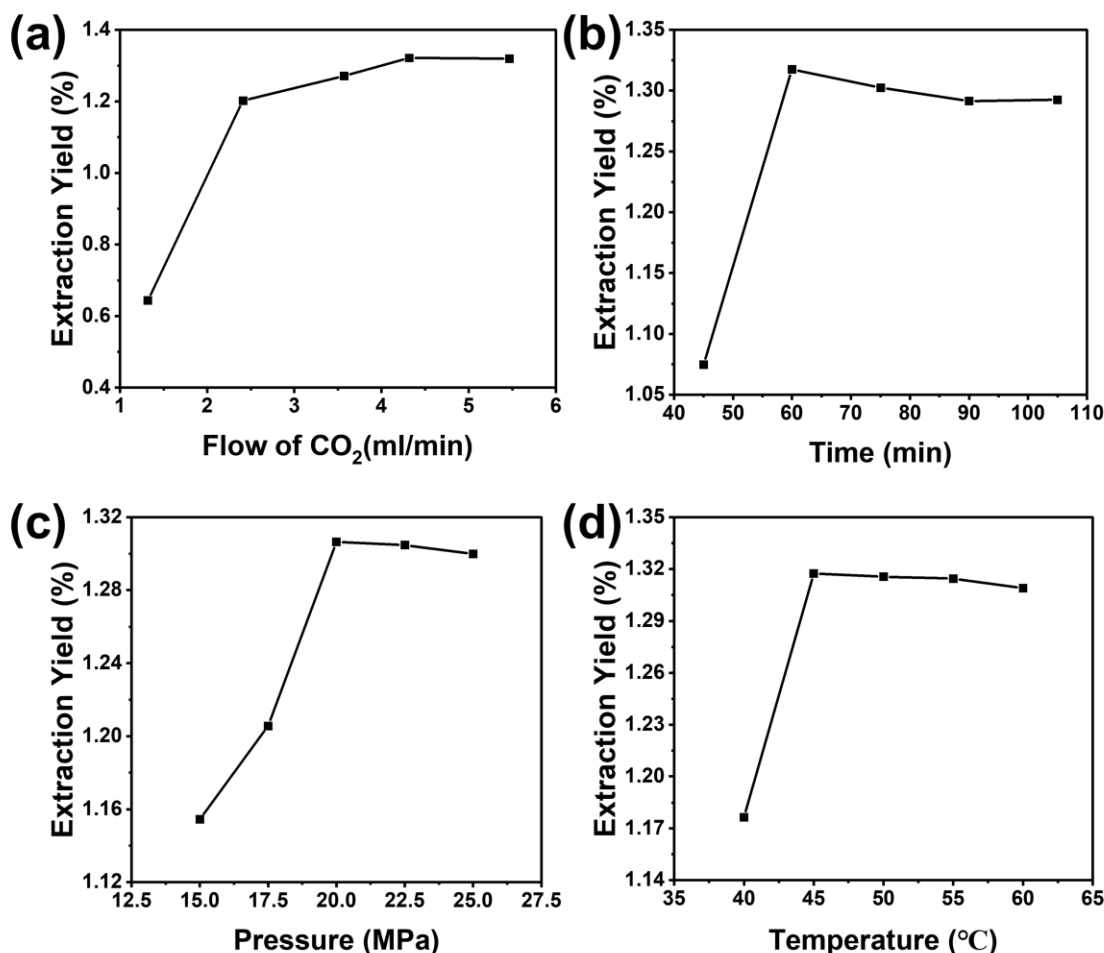 (a)
Extraction Yield (%)
1.4
1.2
1.0
0.8
0.6
0.4
1 2 3 4 5 6
Flow of CO₂(ml/min)
(b)
Extraction Yield (%)
1.35
1.30
1.25
1.20
1.15
1.10
1.05
40 50 60 70 80 90 100 110
Time (min)
(c)
Extraction Yield (%)
1.32
1.28
1.24
1.20
1.16
1.12
12.5 15.0 17.5 20.0 22.5 25.0 27.5
Pressure (MPa)
(d)
Extraction Yield (%)
1.35
1.32
1.29
1.26
1.23
1.20
1.17
1.14
35 40 45 50 55 60 65
Temperature (℃)